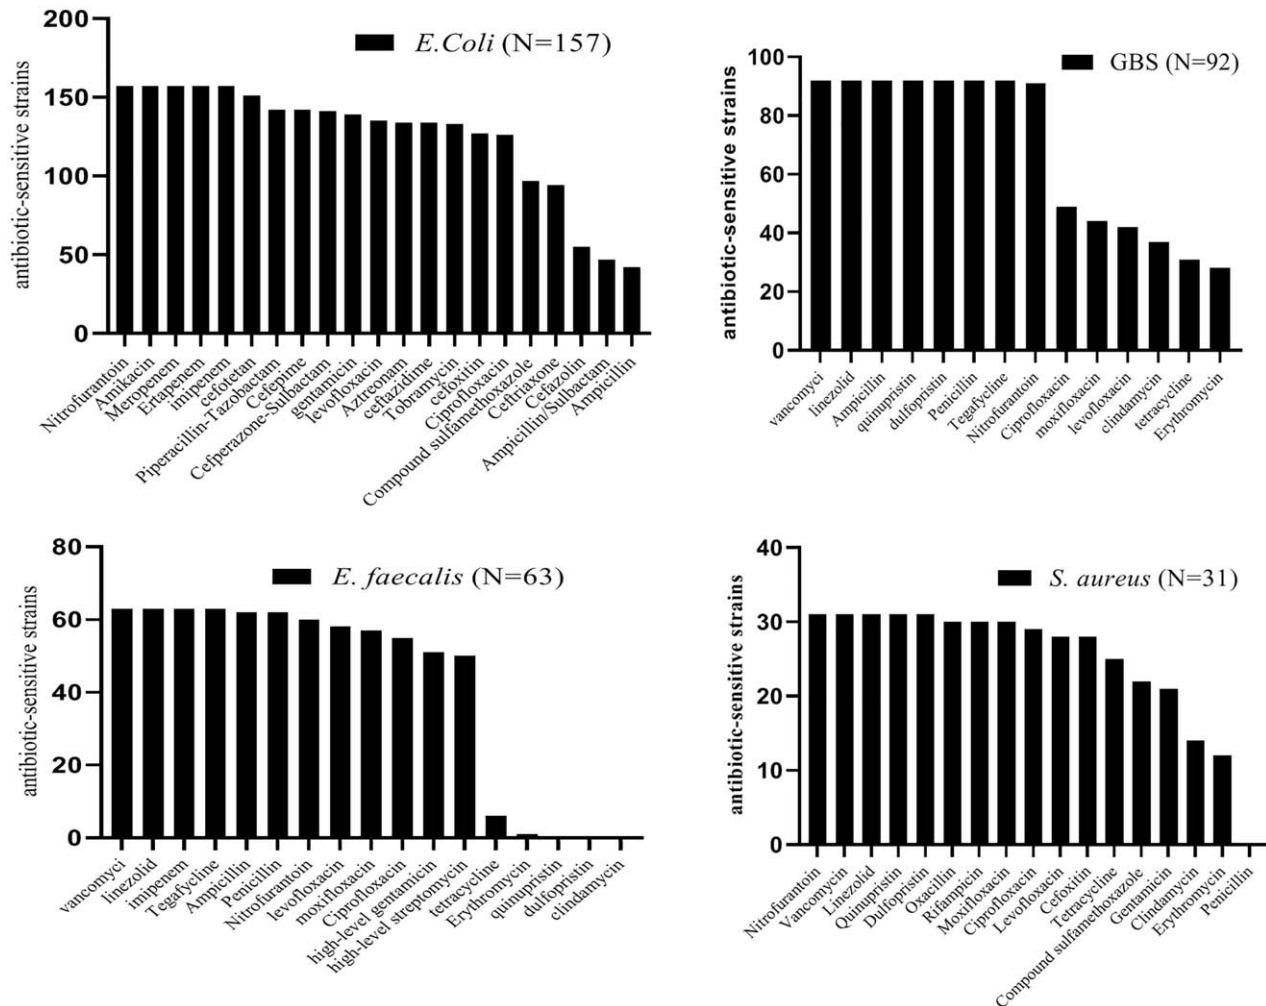 200
150
100
50
0
antibiotic-sensitive strains
E.Coli (N=157)
Nitrofurantoin
Amikacin
Meropenem
Ertapenem
imipenem
cefotetan
Piperacillin-Tazobactam
Cefepime
Cefperazone-Sulbactam
gentamicin
levofloxacin
Aztreonam
ceftazidime
Tobramycin
cefoxitin
Ciprofloxacin
Compound sulfamethoxazole
Ceftriaxone
Cefazolin
Ampicillin/Sulbactam
Ampicillin
100
80
60
40
20
0
antibiotic-sensitive strains
GBS (N=92)
vancomyci
linezolid
Ampicillin
quinupristin
dulfopristin
Penicillin
Tegafycline
Nitrofurantoin
Ciprofloxacin
moxifloxacin
levofloxacin
clindamycin
tetracycline
Erythromycin
80
60
40
20
0
antibiotic-sensitive strains
E. faecalis (N=63)
vancomyci
linezolid
imipenem
Tegafycline
Ampicillin
Penicillin
Nitrofurantoin
levofloxacin
moxifloxacin
Ciprofloxacin
high-level gentamicin
high-level streptomycin
tetracycline
Erythromycin
quinupristin
dulfopristin
clindamycin
40
30
20
10
0
antibiotic-sensitive strains
S. aureus (N=31)
Nitrofurantoin
Vancomycin
Linezolid
Quinupristin
Dulfopristin
Oxacillin
Rifampicin
Moxifloxacin
Ciprofloxacin
Levofloxacin
Cefoxitin
Tetracycline
Compound sulfamethoxazole
Gentamicin
Clindamycin
Erythromycin
Penicillin